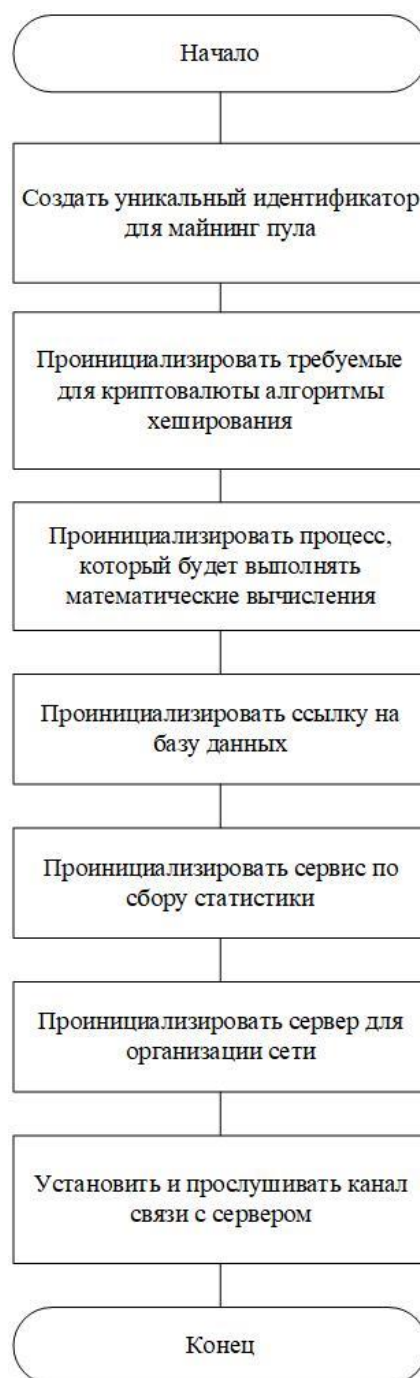 Начало
Создать уникальный идентификатор
для майнинг пула
Проинициализировать требуемые
для криптовалюты алгоритмы
хеширования
Проинициализировать процесс,
который будет выполнять
математические вычисления
Проинициализировать ссылку на
базу данных
Проинициализировать сервис по
сбору статистики
Проинициализировать сервер для
организации сети
Установить и прослушивать канал
связи с сервером
Конец